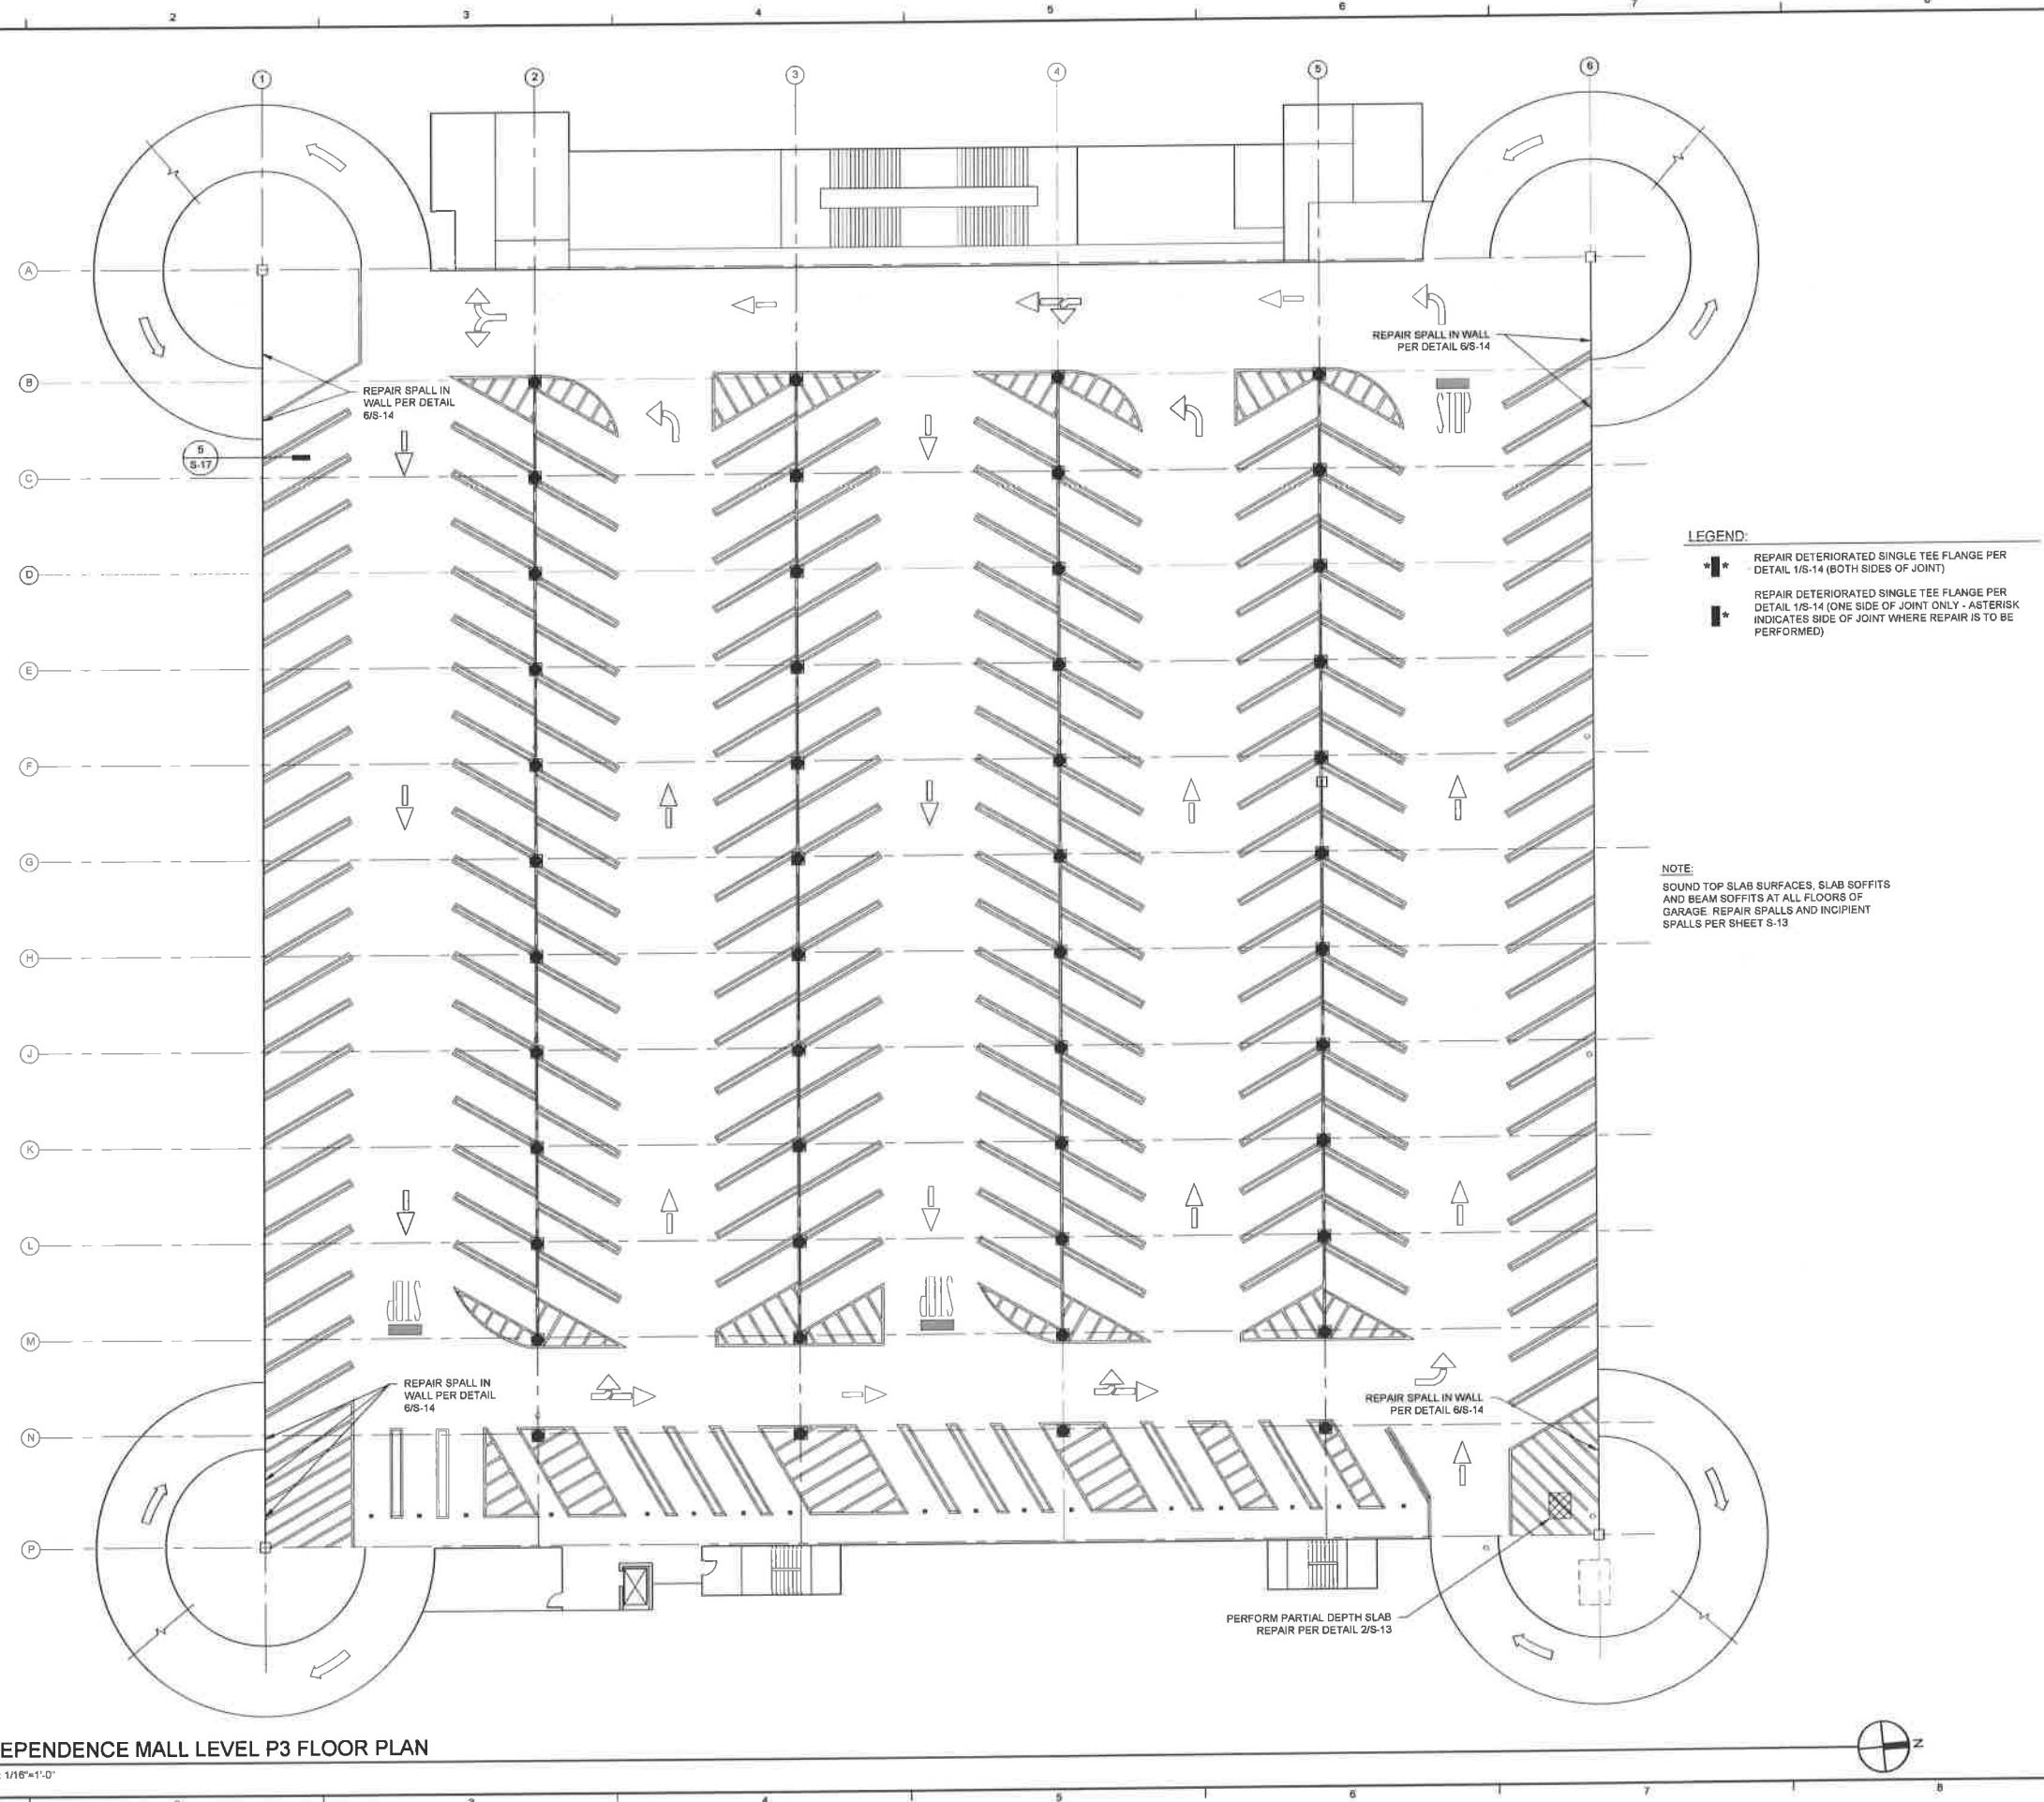 2 3 4 5 6 7
1 2 3 4 5 6
A
REPAIR SPALL IN WALL
PER DETAIL 6/S-14
B
REPAIR SPALL IN
WALL PER DETAIL
6/S-14
STOP
5
S-17
C
LEGEND:
* * REPAIR DETERIORATED SINGLE TEE FLANGE PER
DETAIL 1/S-14 (BOTH SIDES OF JOINT)
D
* REPAIR DETERIORATED SINGLE TEE FLANGE PER
DETAIL 1/S-14 (ONE SIDE OF JOINT ONLY - ASTERISK
INDICATES SIDE OF JOINT WHERE REPAIR IS TO BE
PERFORMED)
E
F
G
NOTE:
SOUND TOP SLAB SURFACES, SLAB SOFFITS
AND BEAM SOFFITS AT ALL FLOORS OF
GARAGE. REPAIR SPALLS AND INCIPIENT
SPALLS PER SHEET S-13
H
J
K
L
STOP STOP
M
REPAIR SPALL IN
WALL PER DETAIL
6/S-14
REPAIR SPALL IN WALL
PER DETAIL 6/S-14
N
P
PERFORM PARTIAL DEPTH SLAB
REPAIR PER DETAIL 2/S-13
EPENDENCE MALL LEVEL P3 FLOOR PLAN
N
: 1/16"=1'-0"
3 4 5 6 7 8